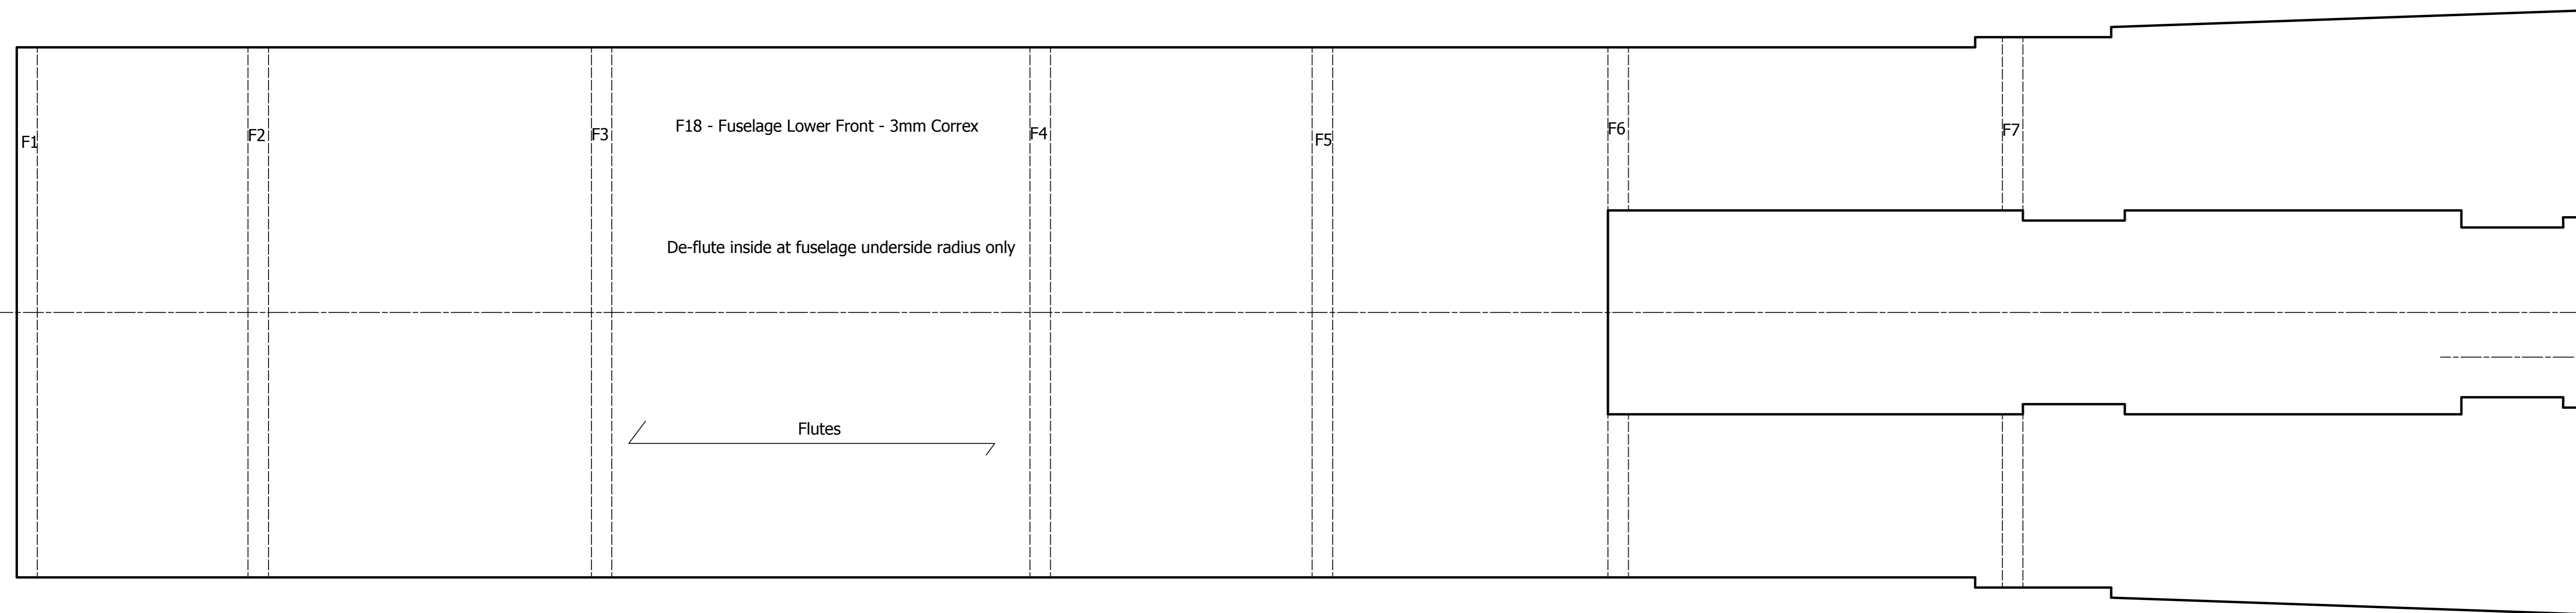 F18 - Fuselage Lower Front - 3mm Correx
F1
F2
F3
F4
F5
F6
F7
De-flute inside at fuselage underside radius only
Flutes